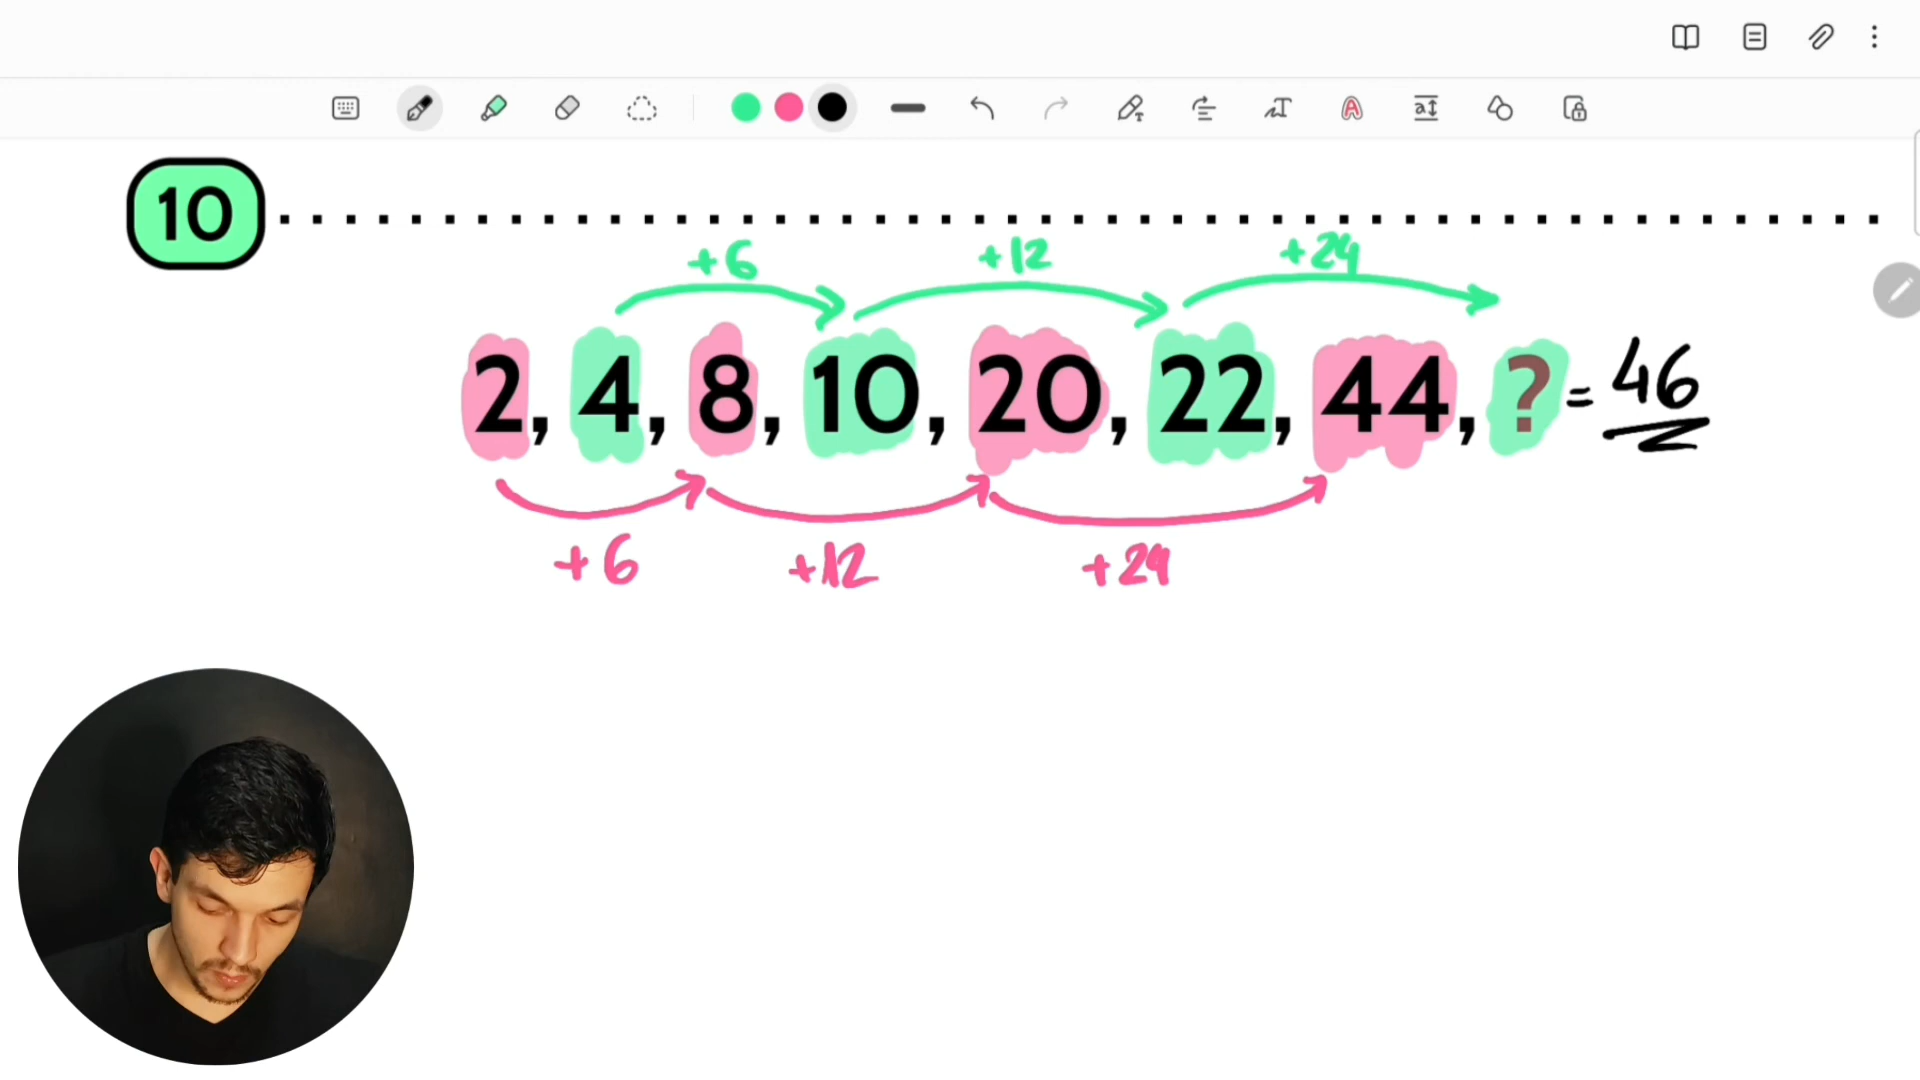 10
+6 +12 +24
2, 4, 8, 10, 20, 22, 44, ? = 46
+6 +12 +24